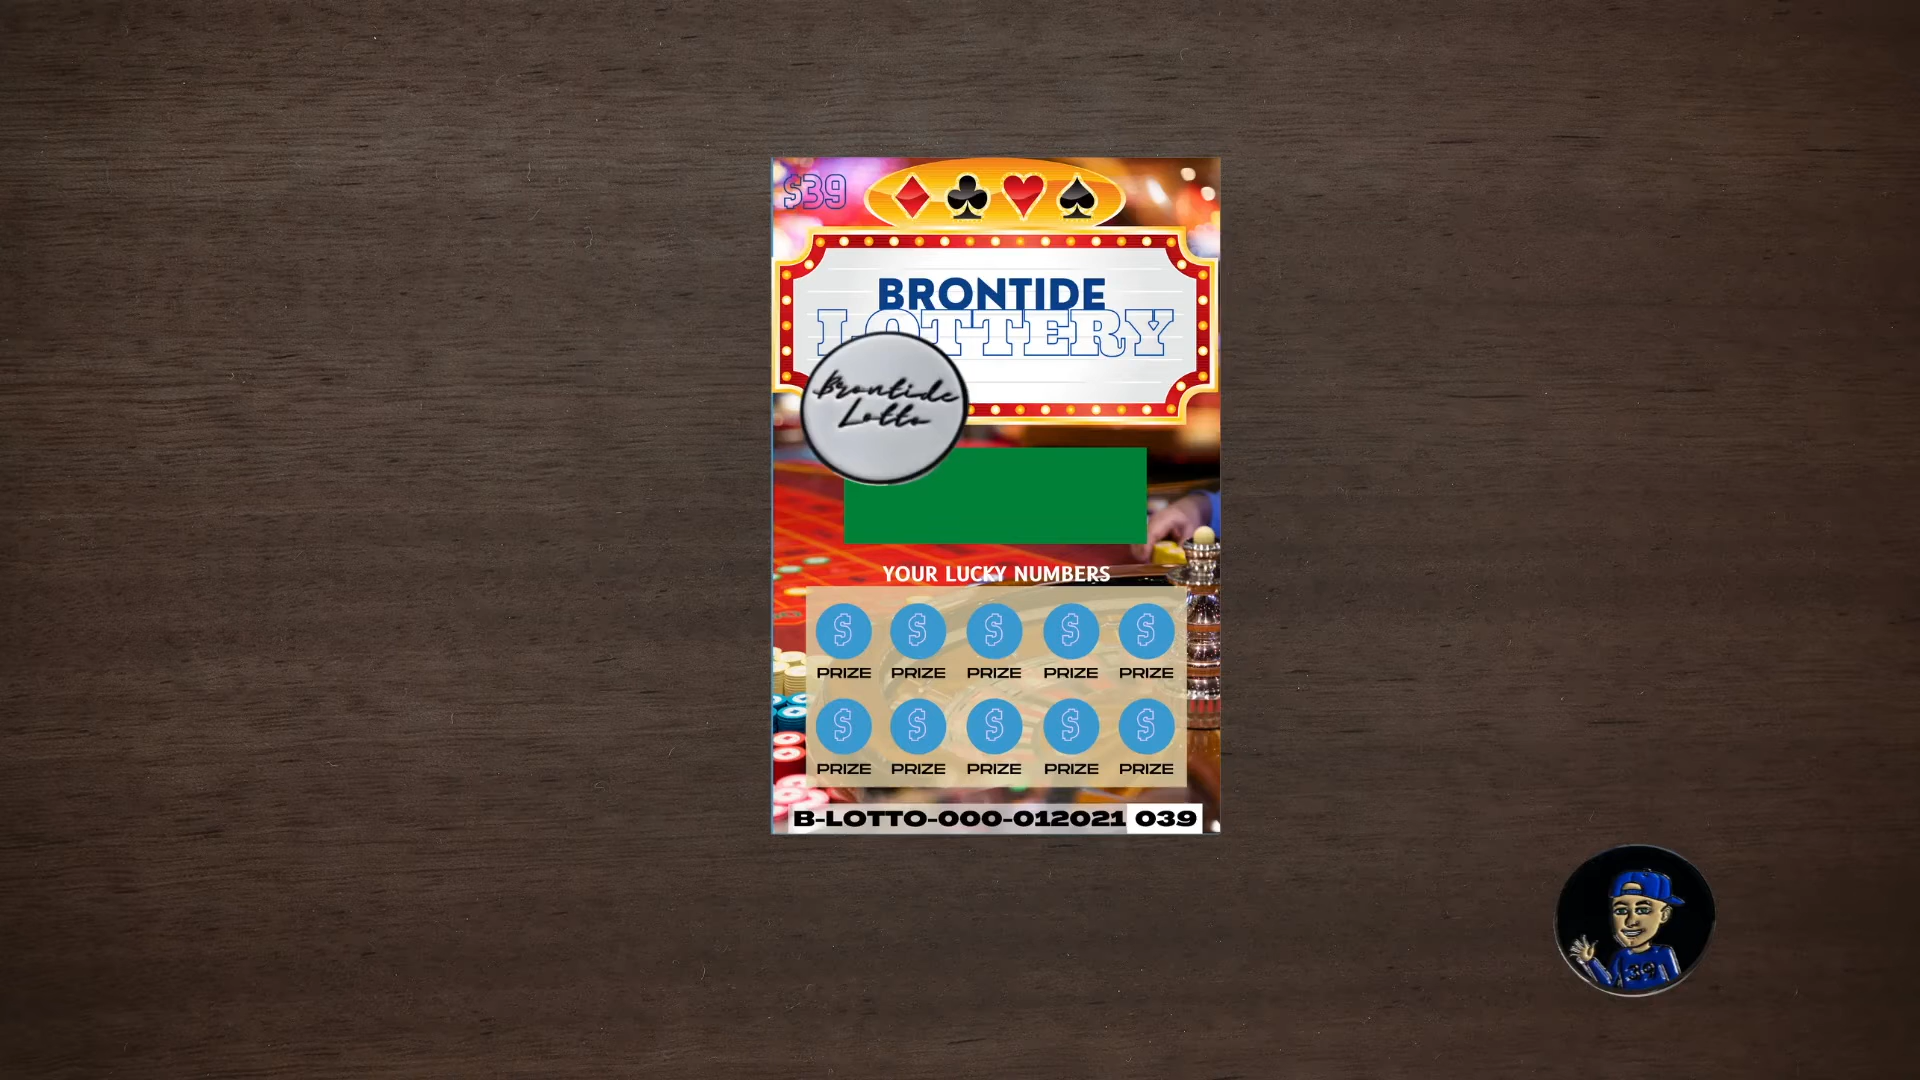 $39
BRONTIDE
LOTTERY
Brontide
Lotto
YOUR LUCKY NUMBERS
$ $ $ $ $
PRIZE PRIZE PRIZE PRIZE PRIZE
$ $ $ $ $
PRIZE PRIZE PRIZE PRIZE PRIZE
B-LOTTO-000-012021 039
39